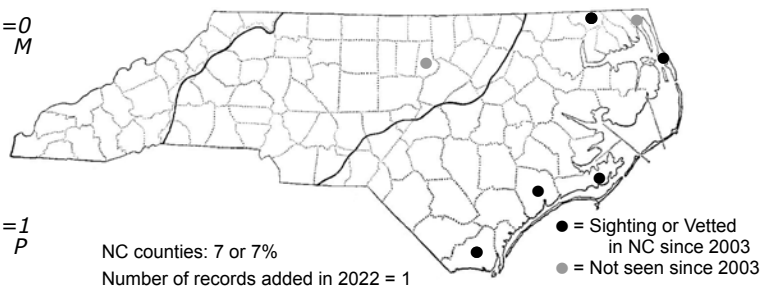 =0
M
=1
P
NC counties: 7 or 7%
Number of records added in 2022 = 1
= Sighting or Vetted
in NC since 2003
= Not seen since 2003